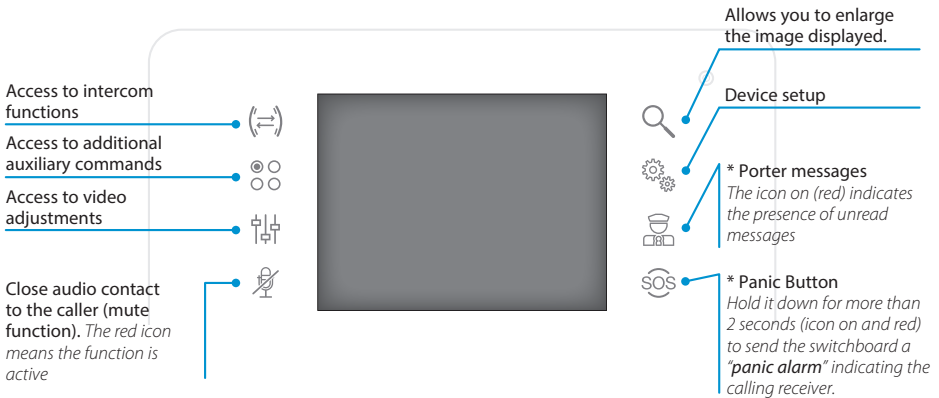 Allows you to enlarge
the image displayed.
Access to intercom
functions
Device setup
Access to additional
auxiliary commands
* Porter messages
The icon on (red) indicates
the presence of unread
messages
Access to video
adjustments
SOS
* Panic Button
Hold it down for more than
2 seconds (icon on and red)
to send the switchboard a
"panic alarm" indicating the
calling receiver.
Close audio contact
to the caller (mute
function). The red icon
means the function is
active